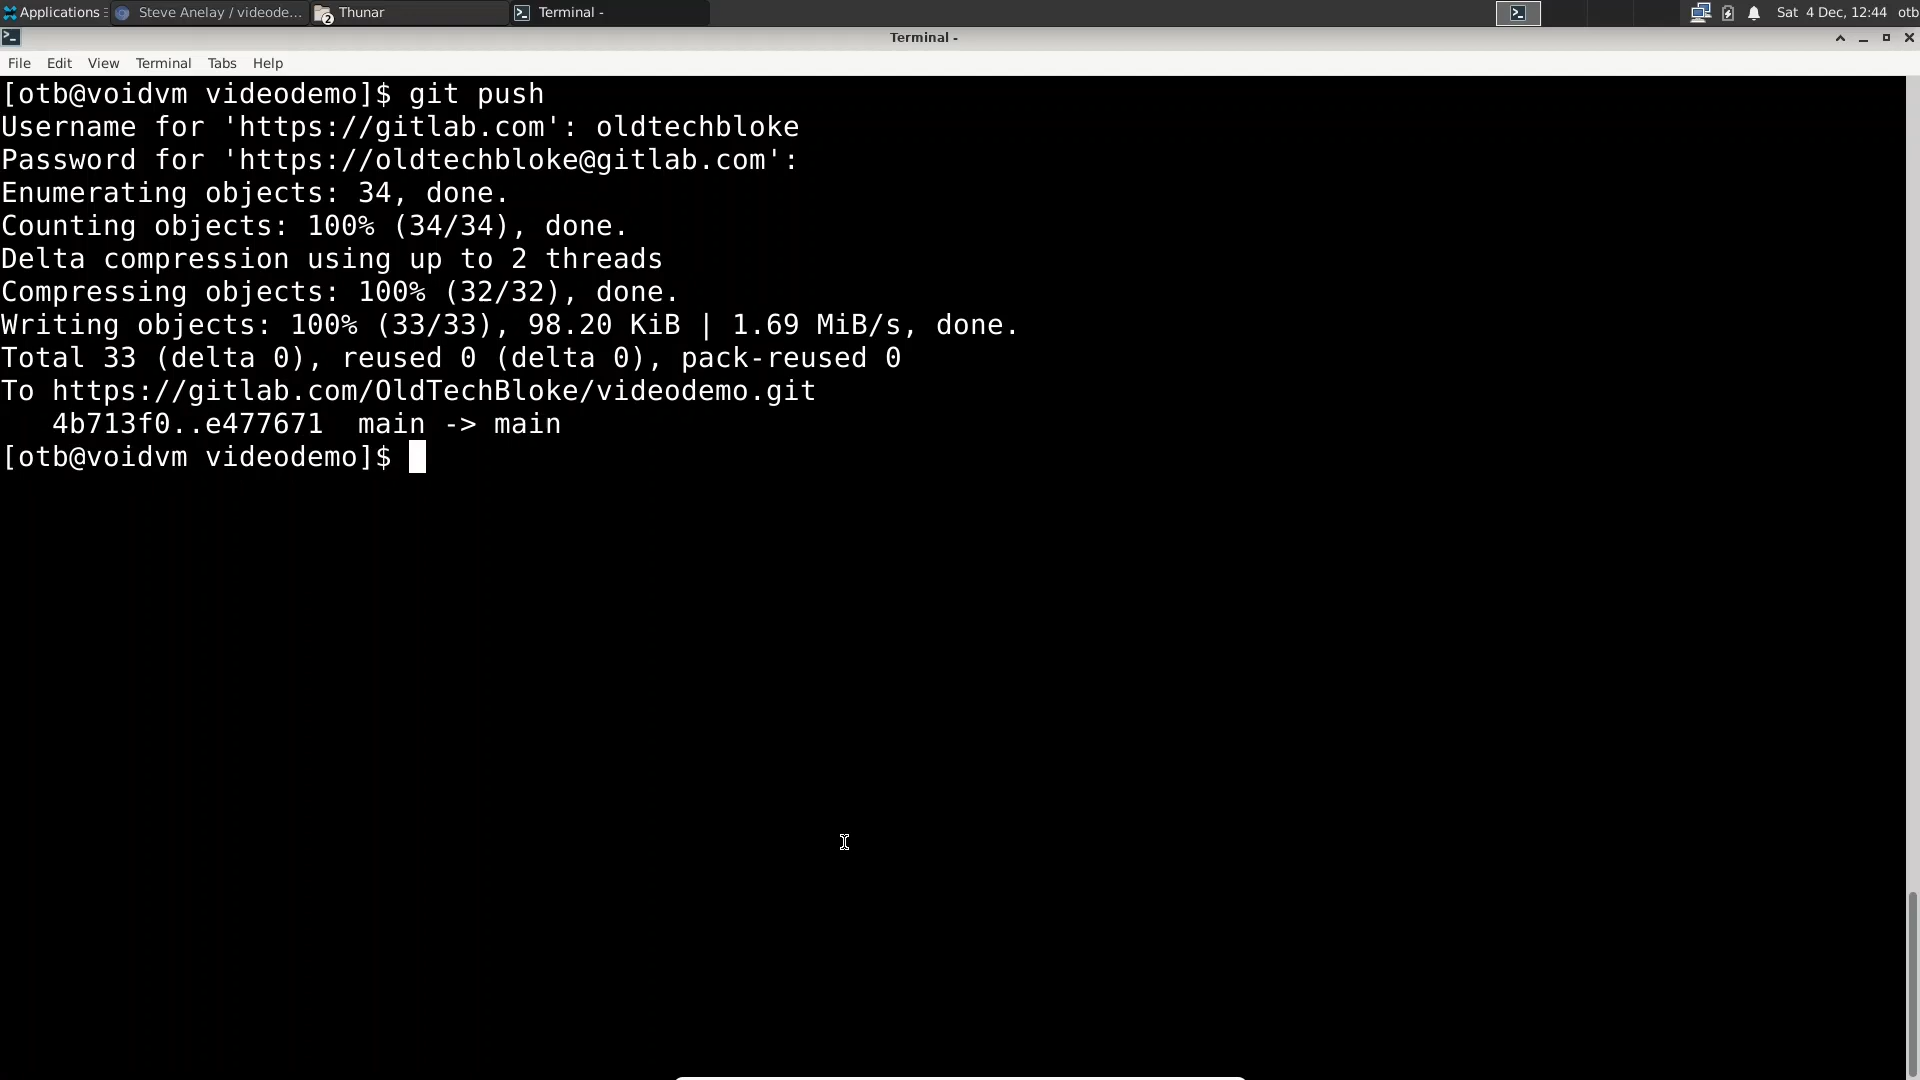 Applications Steve Anelay / videode... 2 Thunar Terminal - Sat 4 Dec, 12:44 otb
Terminal -
File Edit View Terminal Tabs Help
[otb@voidvm videodemo]$ git push
Username for 'https://gitlab.com': oldtechbloke
Password for 'https://oldtechbloke@gitlab.com':
Enumerating objects: 34, done.
Counting objects: 100% (34/34), done.
Delta compression using up to 2 threads
Compressing objects: 100% (32/32), done.
Writing objects: 100% (33/33), 98.20 KiB | 1.69 MiB/s, done.
Total 33 (delta 0), reused 0 (delta 0), pack-reused 0
To https://gitlab.com/OldTechBloke/videodemo.git
   4b713f0..e477671  main -> main
[otb@voidvm videodemo]$